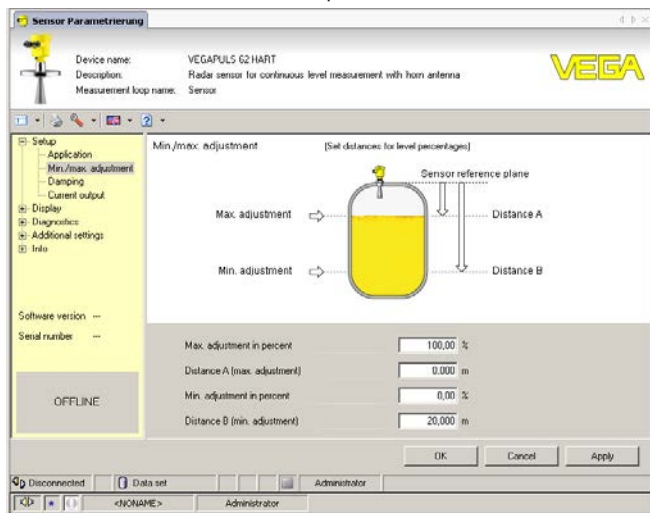 Sensor Parametrierung
Device name: VEGAPULS 62 HART
Description: Radar sensor for continuous level measurement with horn antenna
Measurement loop name: Sensor
VEGA
Setup
Application
Min./max. adjustment
Damping
Current output
Display
Diagnostics
Additional settings
Info
Software version ---
Serial number ---
OFFLINE
Min./max. adjustment (Set distances for level percentages)
Sensor reference plane
Max. adjustment Distance A
Min. adjustment Distance B
Max. adjustment in percent 100,00 %
Distance A (max. adjustment) 0.000 m
Min. adjustment in percent 0,00 %
Distance B (min. adjustment) 20,000 m
OK Cancel Apply
Disconnected Data set Administrator
<NONAME> Administrator